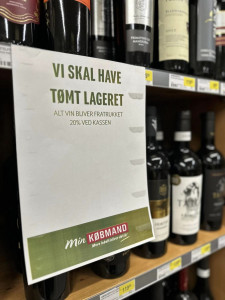 VI SKAL HAVE
TØMT LAGERET
ALT VIN BLIVER FRATRUKKET
20% VED KASSEN
Min KØBMAND